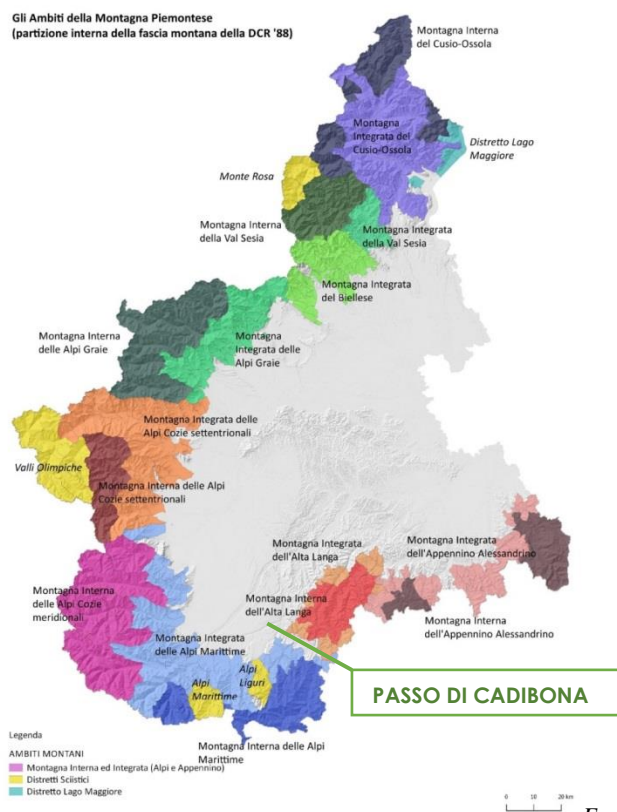 Gli Ambiti della Montagna Piemontese
(partizione interna della fascia montana della DCR '88)
Montagna Interna
del Cusio-Ossola
Montagna
Integrata del
Cusio-Ossola
Distretto Lago
Maggiore
Monte Rosa
Montagna Interna
della Val Sesia
Montagna Integrata
della Val Sesia
Montagna Integrata
del Biellese
Montagna Interna
delle Alpi Graie
Montagna
Integrata delle
Alpi Graie
Montagna Integrata delle
Alpi Cozie settentrionali
Valli Olimpiche
Montagna Interna delle Alpi
Cozie settentrionali
Montagna Integrata
dell'Appennino Alessandrino
Montagna Integrata
dell'Alta Langa
Montagna Interna
delle Alpi Cozie
meridionali
Montagna Interna
dell'Alta Langa
Montagna Interna
dell'Appennino Alessandrino
Montagna Integrata
delle Alpi Marittime
Alpi
Liguri
Alpi
Marittime
PASSO DI CADIBONA
Montagna Interna delle Alpi
Marittime
Legenda
AMBITI MONTANI
Montagna Interna ed Integrata (Alpi e Appennino)
Distretti Sciistici
Distretto Lago Maggiore
0 10 20 km